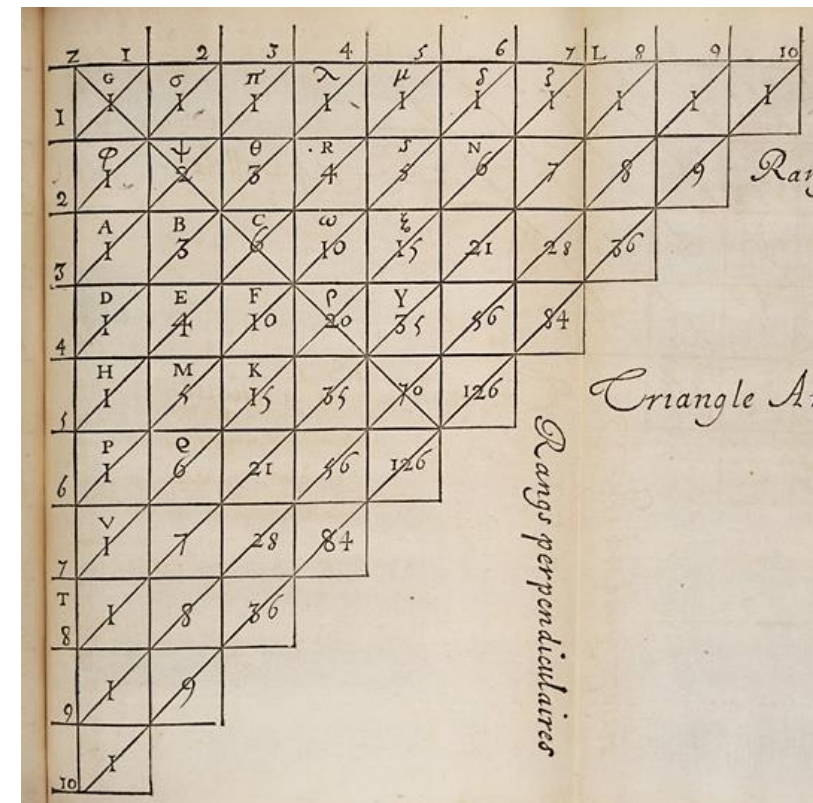 Z 1 2 3 4 5 6 7 L 8 9 10
G σ π λ μ δ ζ
1 1 1 1 1 1 1 1 1 1 1
φ ψ θ R S N
2 1 2 3 4 5 6 7 8 9
Rang
A B C ω ξ
3 1 3 6 10 15 21 28 36
D E F ρ Y
4 1 4 10 20 35 56 84
H M K
5 1 5 15 35 70 126
Triangle Ar
P Q
6 1 6 21 56 126
V
7 1 7 28 84
T
8 1 8 36
9 1 9
10 1
Rangs perpendiculaires